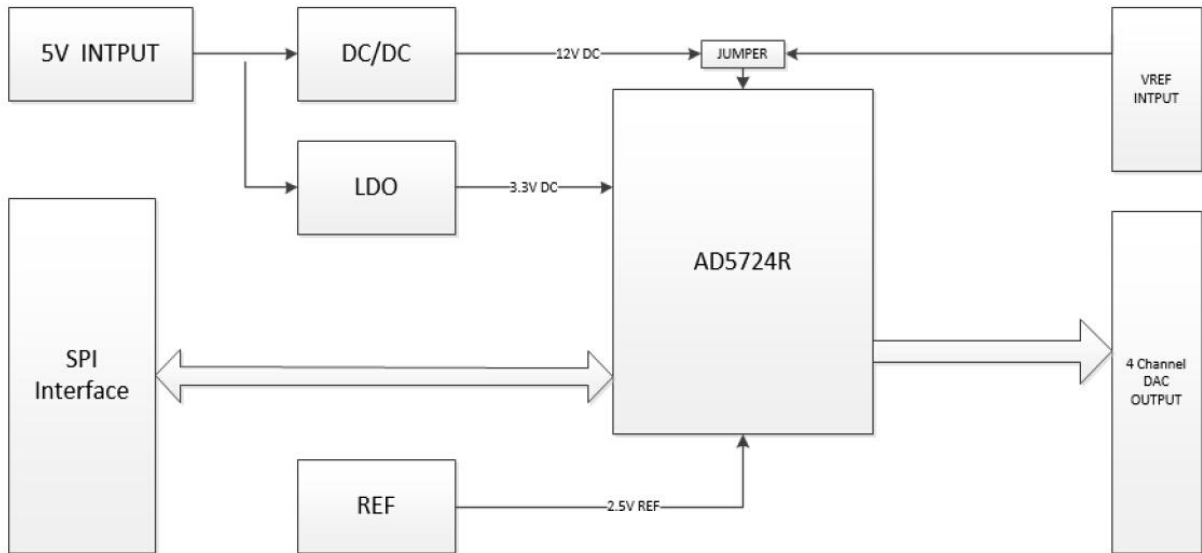 5V INTPUT
DC/DC
12V DC
JUMPER
VREF
INTPUT
LDO
3.3V DC
AD5724R
SPI
Interface
4 Channel
DAC
OUTPUT
REF
2.5V REF